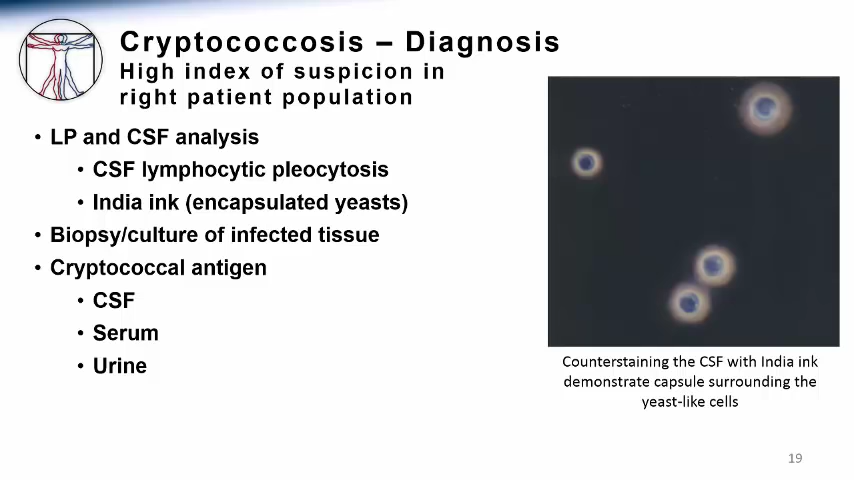 Cryptococcosis – Diagnosis
High index of suspicion in
right patient population
• LP and CSF analysis
• CSF lymphocytic pleocytosis
• India ink (encapsulated yeasts)
• Biopsy/culture of infected tissue
• Cryptococcal antigen
• CSF
• Serum
• Urine
Counterstaining the CSF with India ink
demonstrate capsule surrounding the
yeast-like cells
19